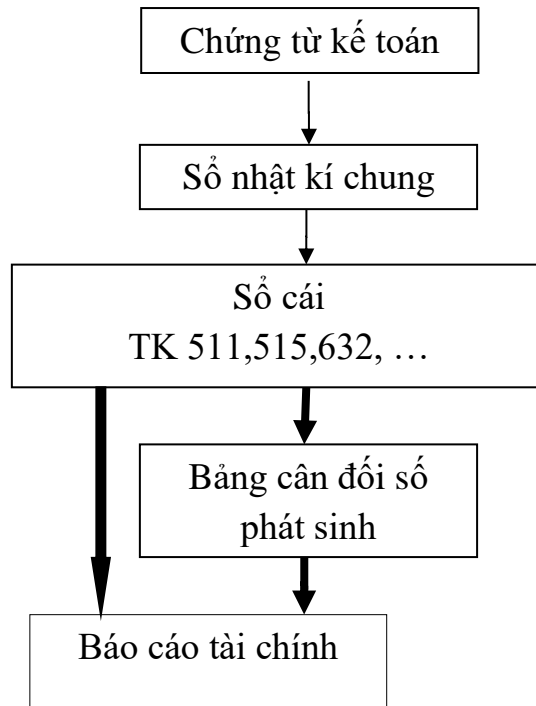 Chứng từ kế toán
Sổ nhật kí chung
Sổ cái
TK 511,515,632, …
Bảng cân đối số
phát sinh
Báo cáo tài chính